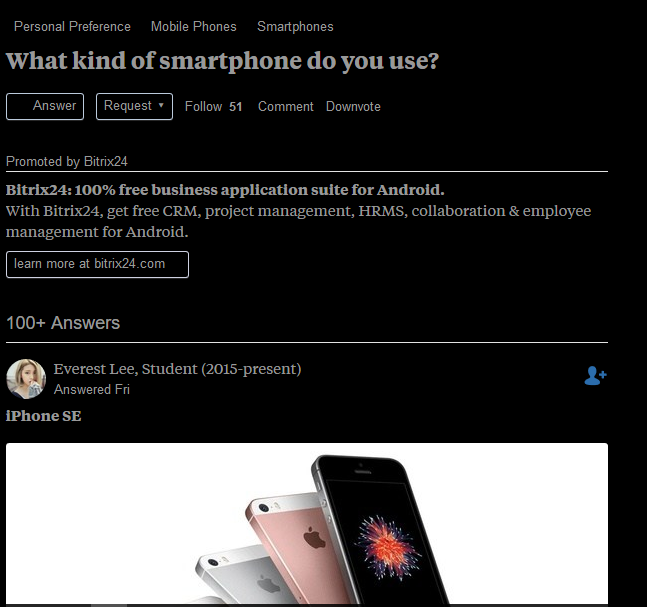 Personal Preference Mobile Phones Smartphones
What kind of smartphone do you use?
Answer Request ▾ Follow 51 Comment Downvote
Promoted by Bitrix24
Bitrix24: 100% free business application suite for Android.
With Bitrix24, get free CRM, project management, HRMS, collaboration & employee
management for Android.
learn more at bitrix24.com
100+ Answers
Everest Lee, Student (2015-present)
Answered Fri
iPhone SE